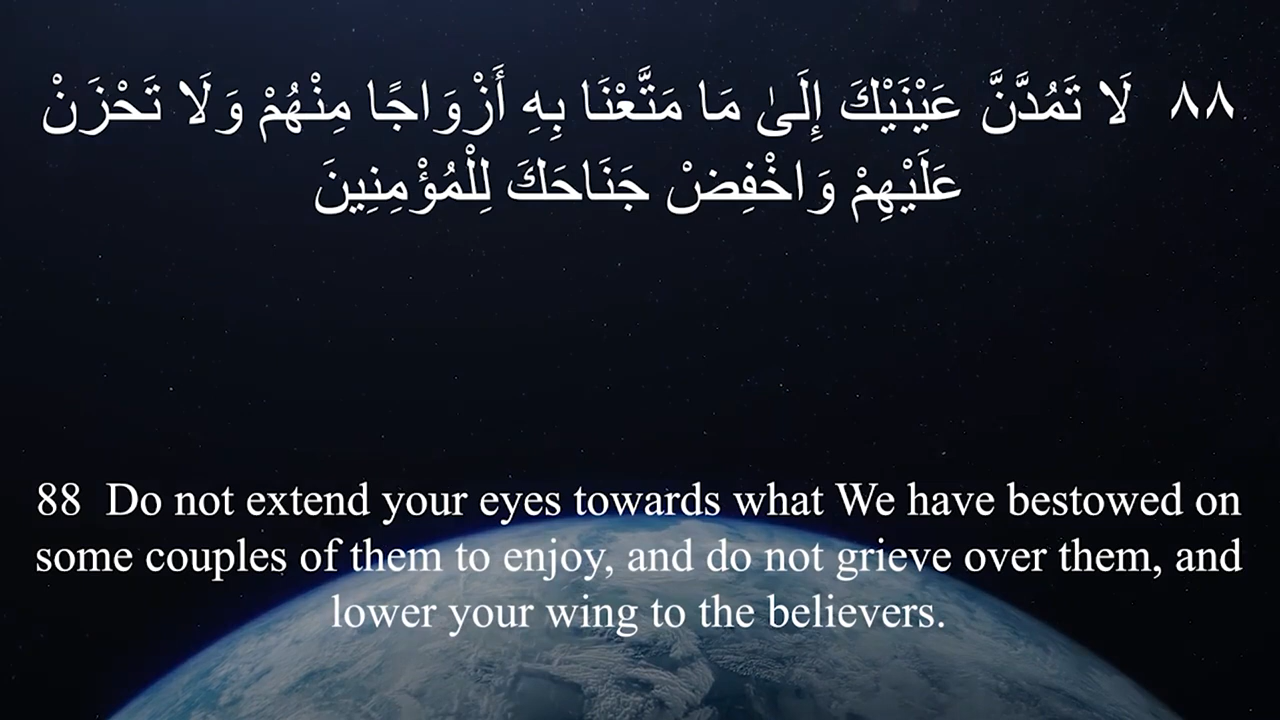 ٨٨ لَا تَمُدَّنَّ عَيْنَيْكَ إِلَىٰ مَا مَتَّعْنَا بِهِ أَزْوَاجًا مِنْهُمْ وَلَا تَحْزَنْ
عَلَيْهِمْ وَاخْفِضْ جَنَاحَكَ لِلْمُؤْمِنِينَ
88 Do not extend your eyes towards what We have bestowed on
some couples of them to enjoy, and do not grieve over them, and
lower your wing to the believers.